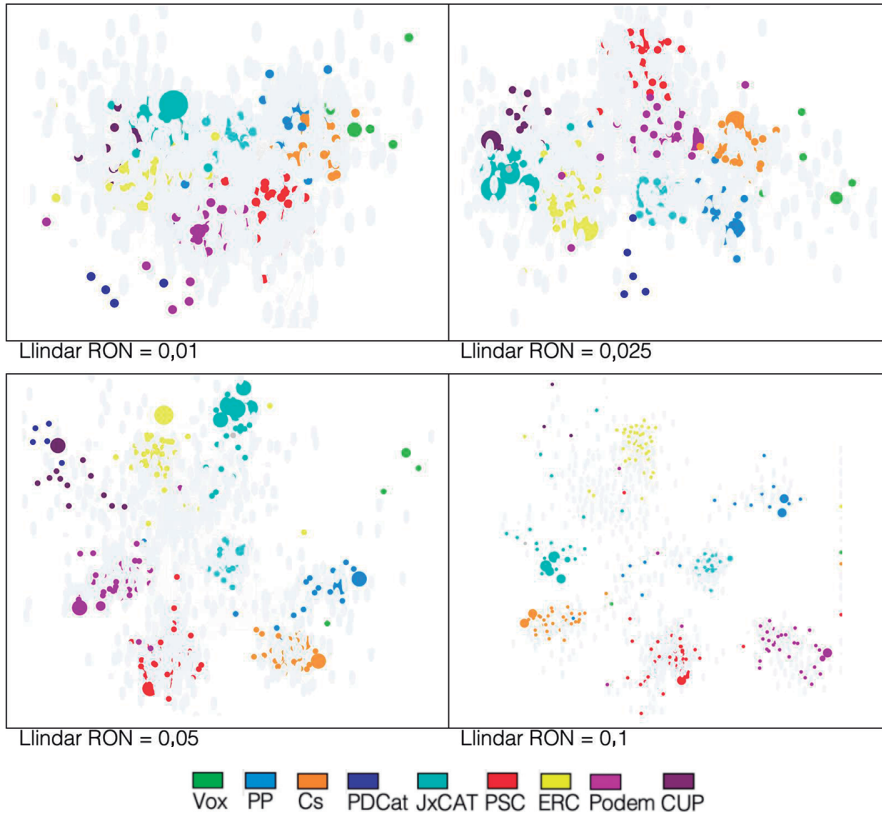 Llindar RON = 0,01
Llindar RON = 0,025
Llindar RON = 0,05
Llindar RON = 0,1
Vox PP Cs PDCat JxCAT PSC ERC Podem CUP